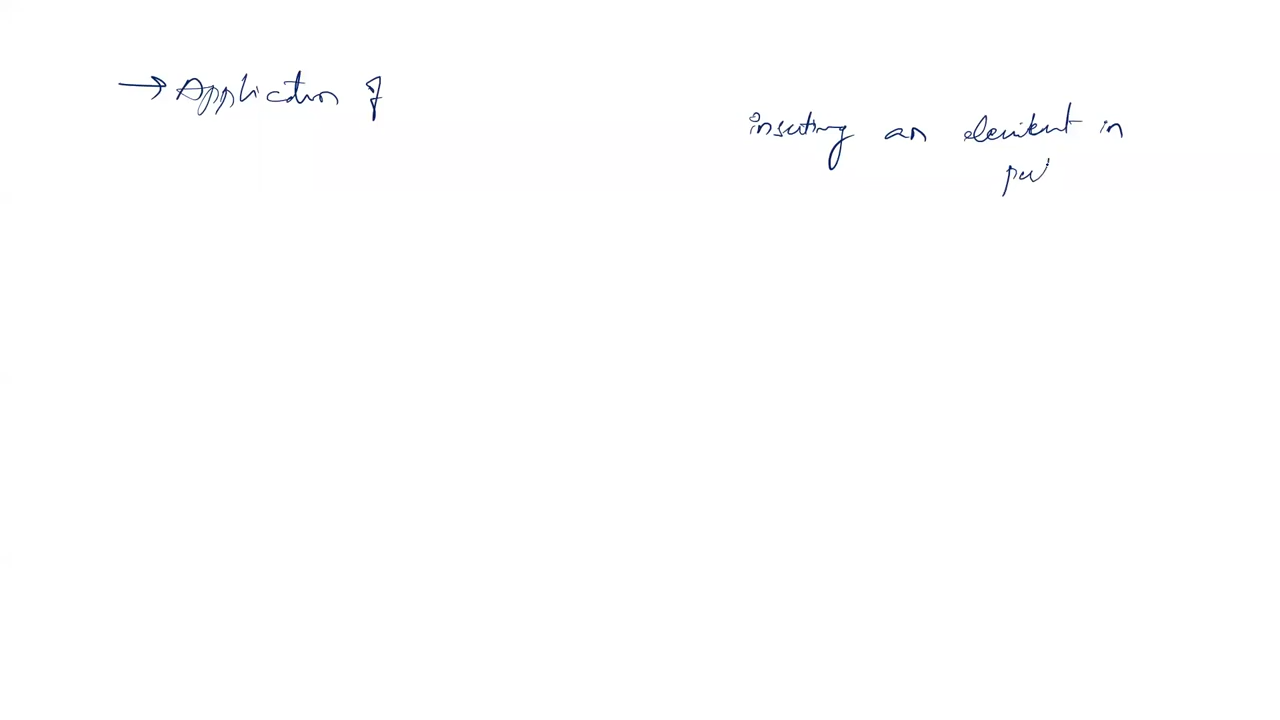 → Application of
inserting an element in